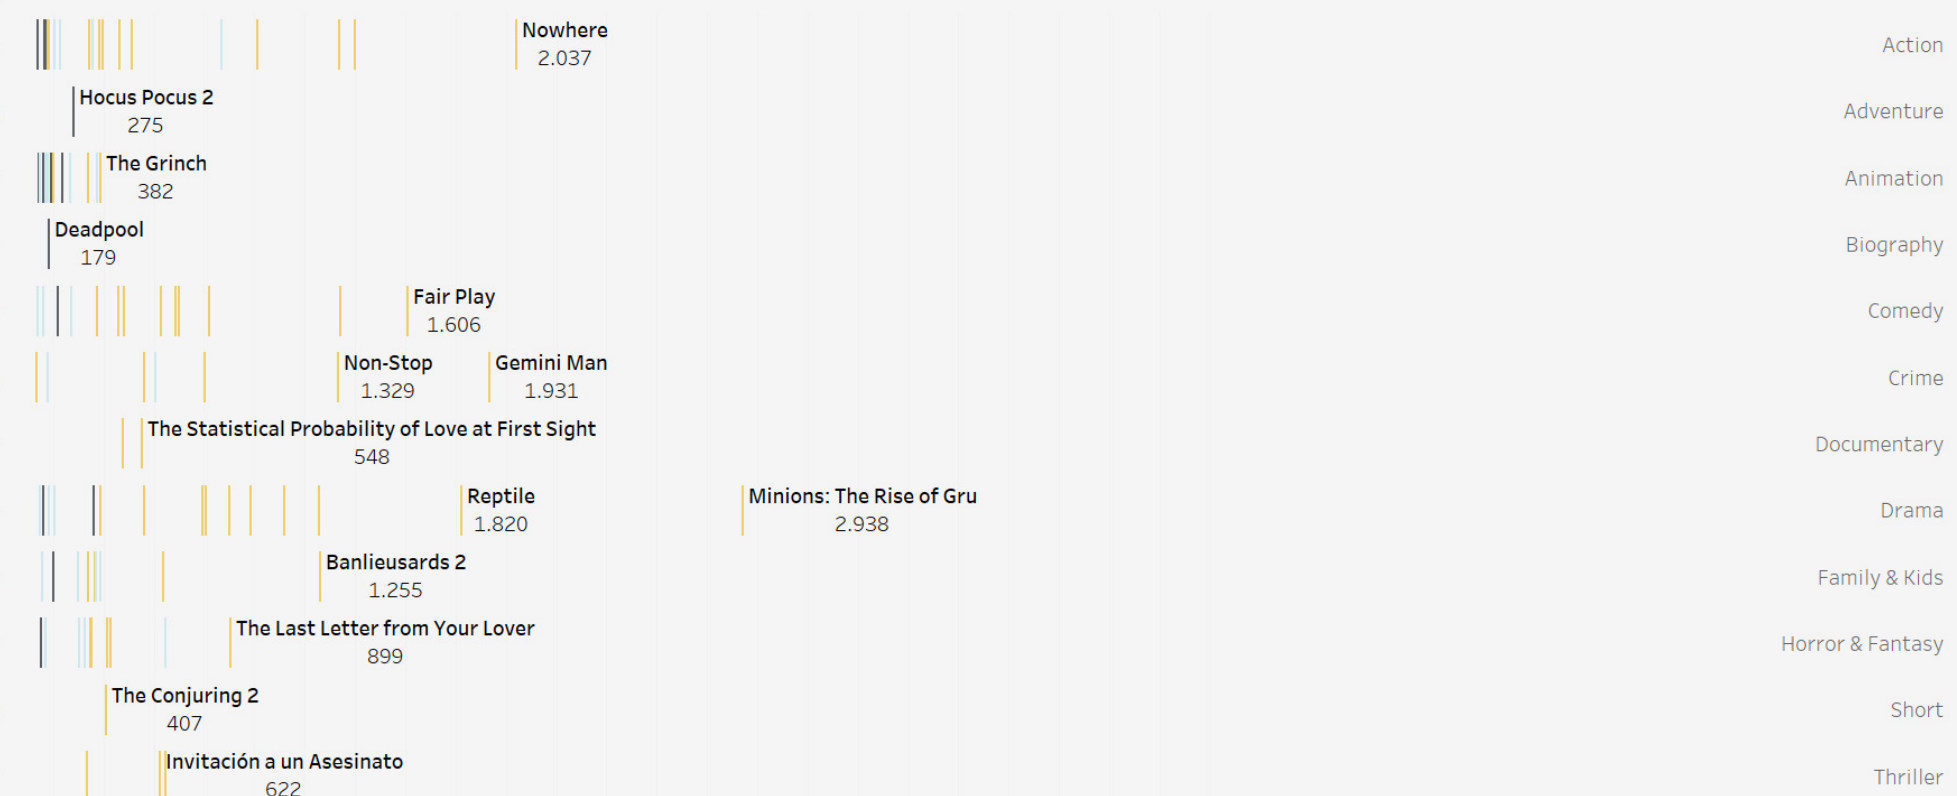 Nowhere
2.037
Action
Hocus Pocus 2
275
Adventure
The Grinch
382
Animation
Deadpool
179
Biography
Fair Play
1.606
Comedy
Non-Stop
1.329
Gemini Man
1.931
Crime
The Statistical Probability of Love at First Sight
548
Documentary
Reptile
1.820
Minions: The Rise of Gru
2.938
Drama
Banlieusards 2
1.255
Family & Kids
The Last Letter from Your Lover
899
Horror & Fantasy
The Conjuring 2
407
Short
Invitación a un Asesinato
622
Thriller